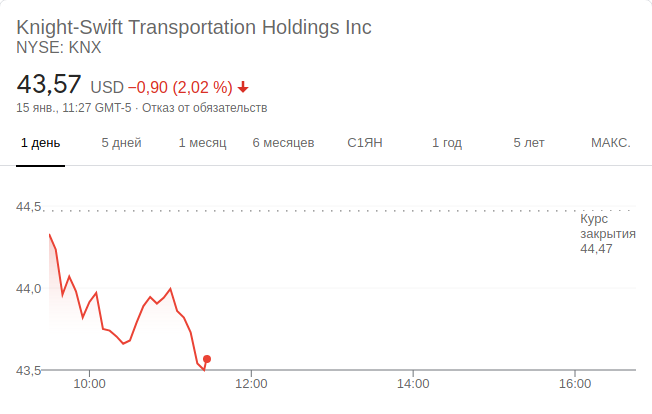 Knight-Swift Transportation Holdings Inc
NYSE: KNX
43,57 USD −0,90 (2,02 %)
15 янв., 11:27 GMT-5 · Отказ от обязательств
1 день 5 дней 1 месяц 6 месяцев С1ЯН 1 год 5 лет МАКС.
44,5
Курс
закрытия
44,47
44,0
43,5
10:00 12:00 14:00 16:00